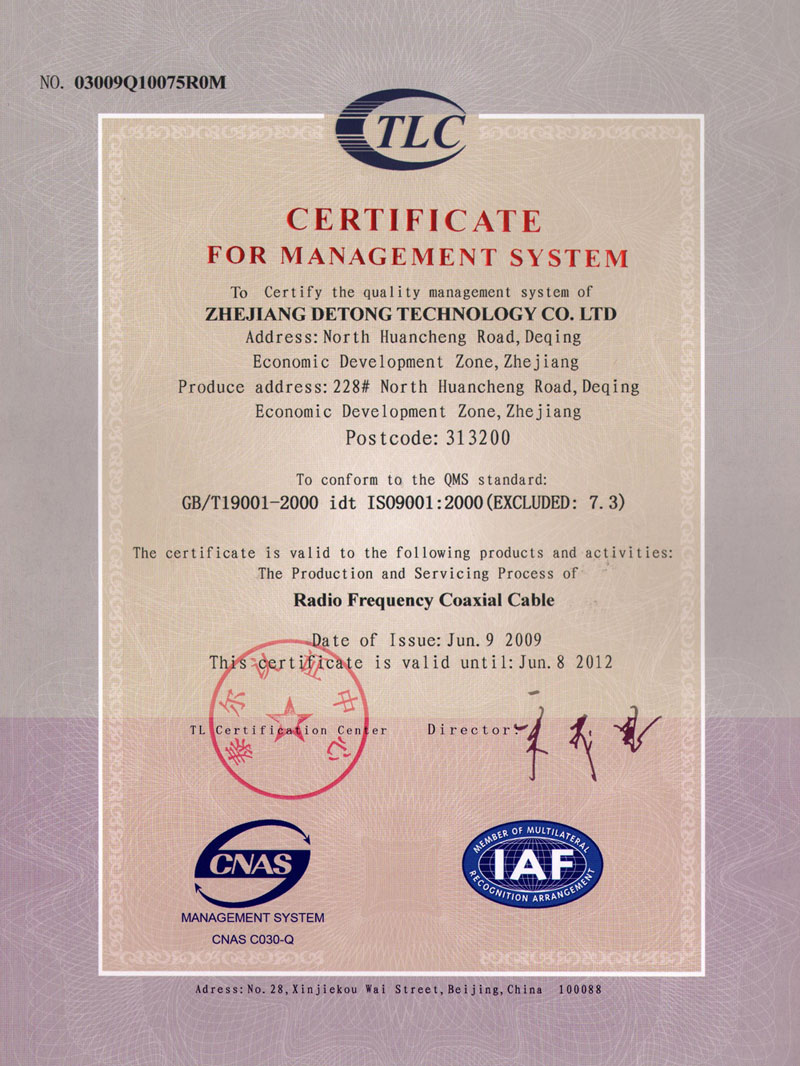 NO. 03009Q10075R0M
TLC
CERTIFICATE
FOR MANAGEMENT SYSTEM
To Certify the quality management system of
ZHEJIANG DETONG TECHNOLOGY CO. LTD
Address: North Huancheng Road, Deqing
Economic Development Zone, Zhejiang
Produce address: 228# North Huancheng Road, Deqing
Economic Development Zone, Zhejiang
Postcode: 313200
To conform to the QMS standard:
GB/T19001-2000 idt ISO9001:2000(EXCLUDED: 7.3)
The certificate is valid to the following products and activities:
The Production and Servicing Process of
Radio Frequency Coaxial Cable
Date of Issue: Jun. 9 2009
This certificate is valid until: Jun. 8 2012
泰尔认证中心
TL Certification Center Director:
CNAS
MANAGEMENT SYSTEM
CNAS C030-Q
MEMBER OF MULTILATERAL
IAF
RECOGNITION ARRANGEMENT
Adress: No. 28, Xinjiekou Wai Street, Beijing, China 100088